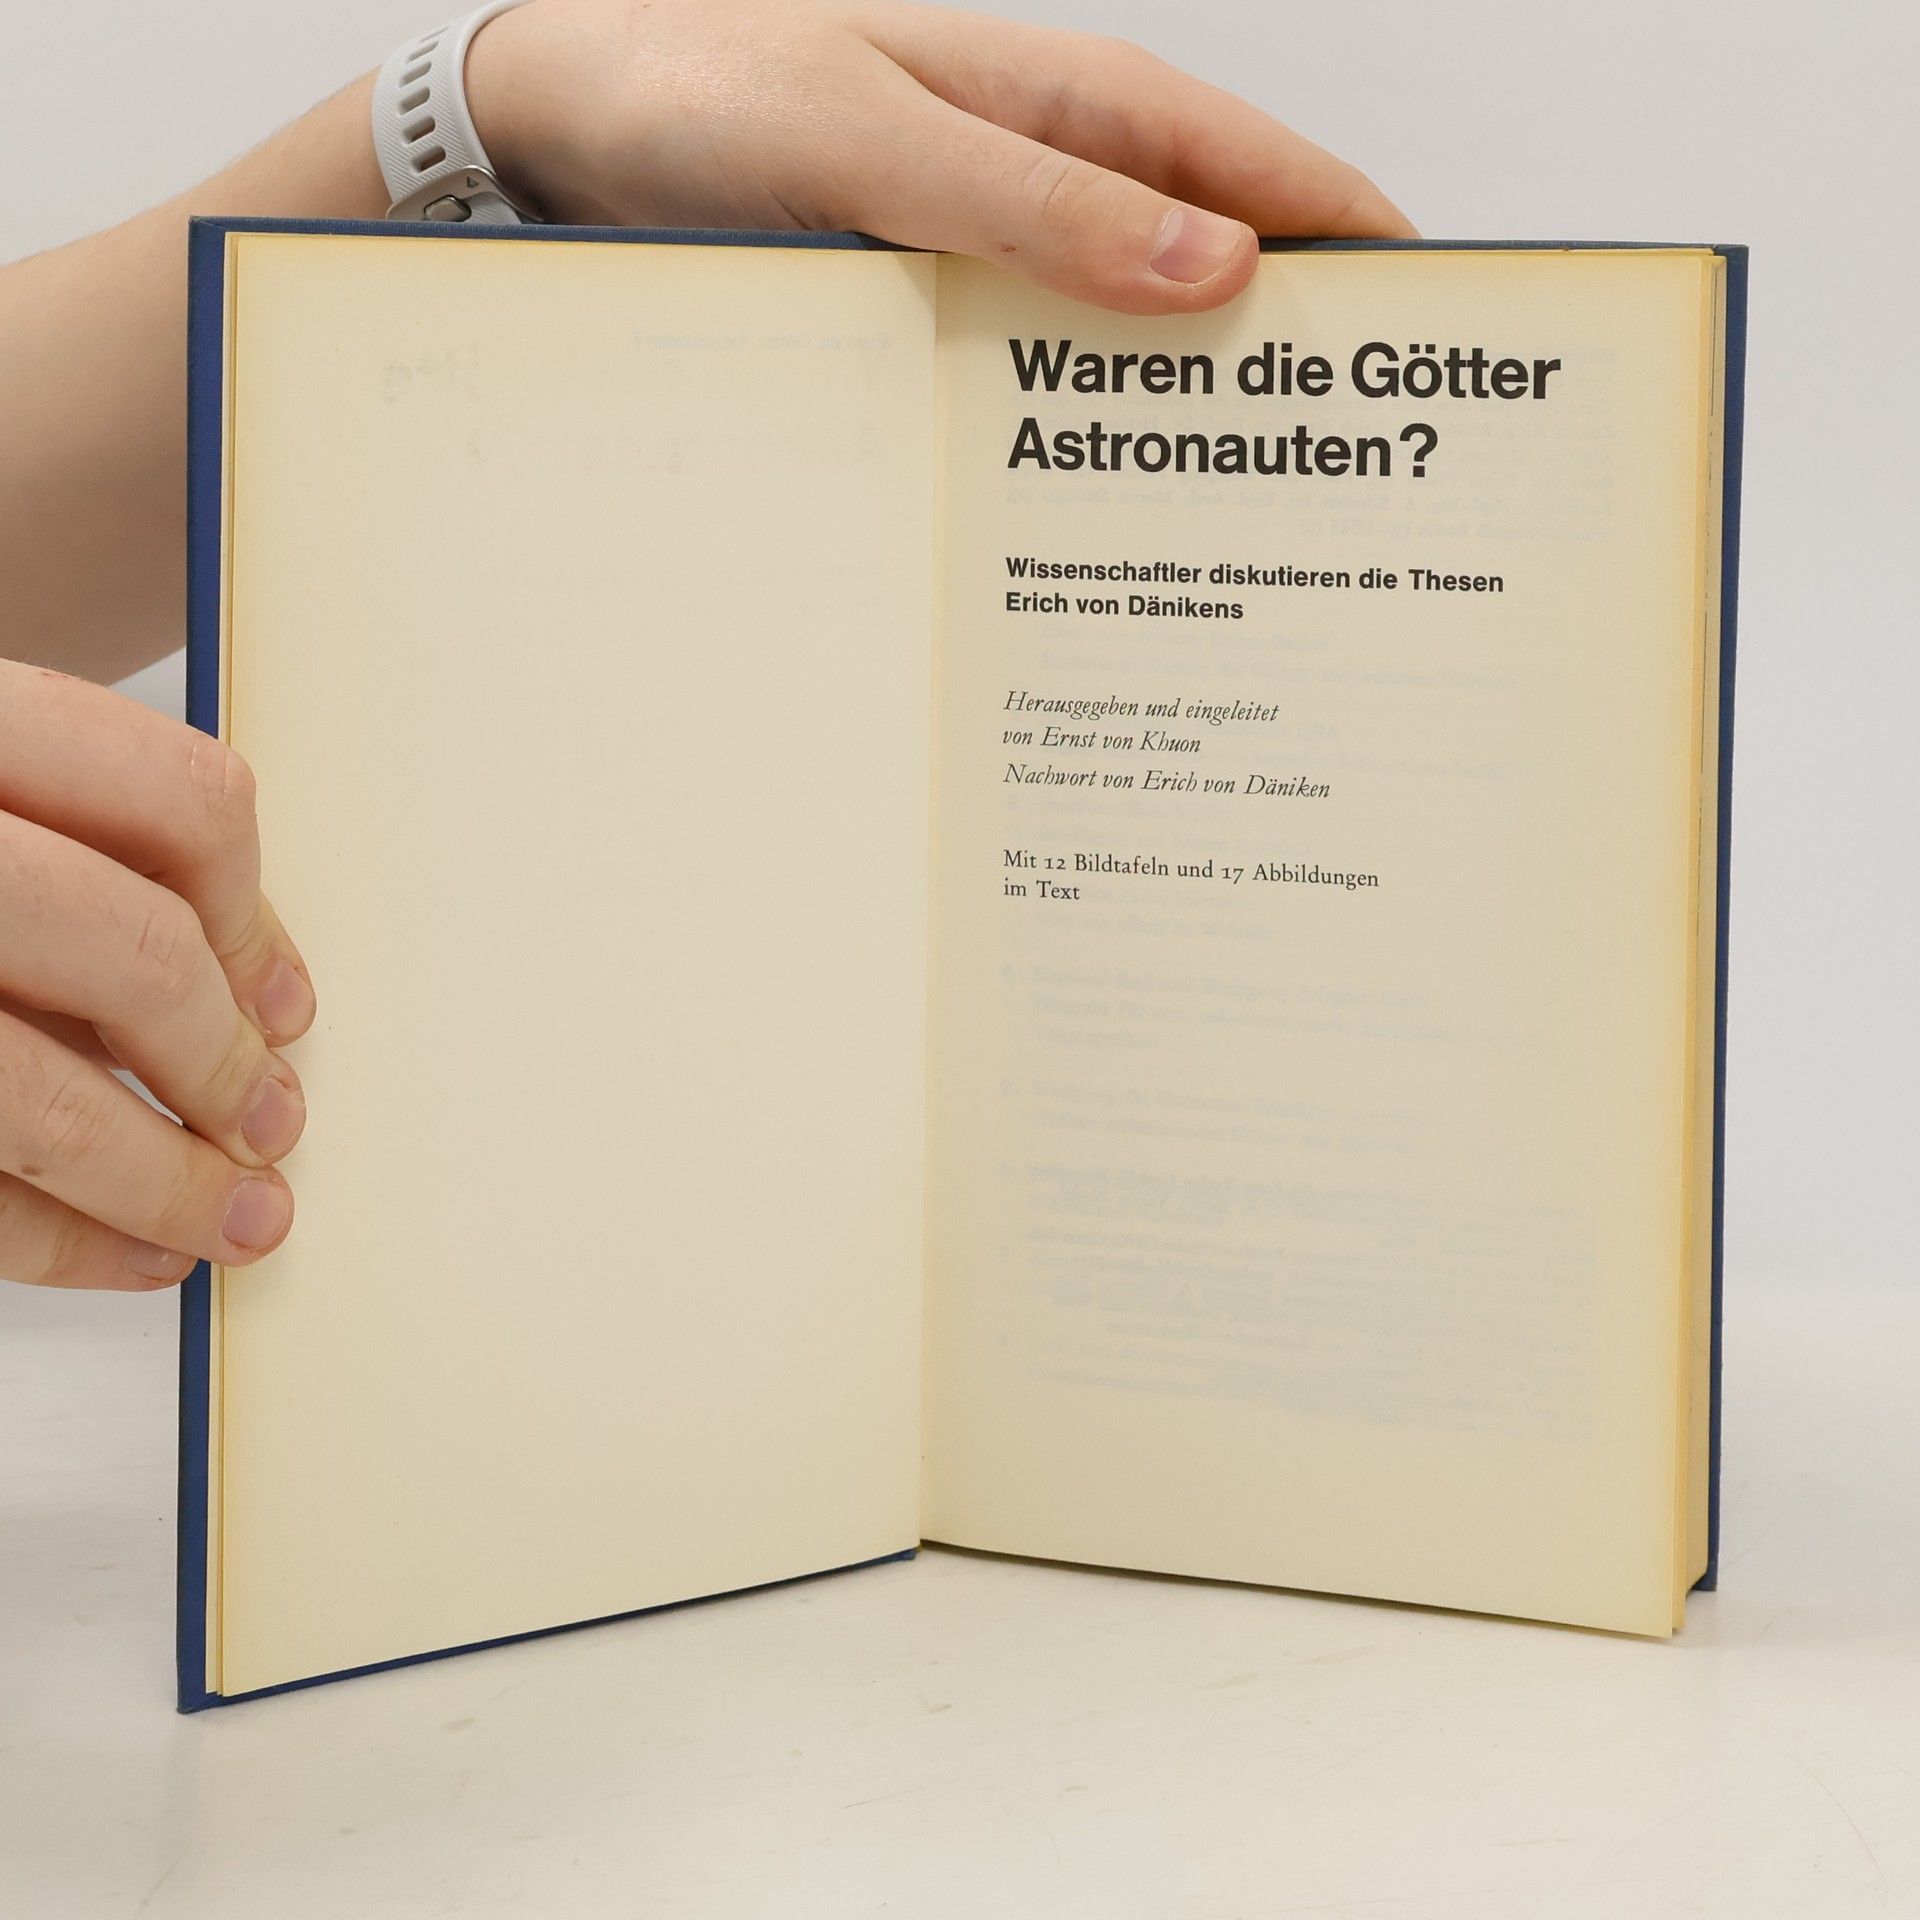 Waren die Götter
Astronauten?
Wissenschaftler diskutieren die Thesen
Erich von Dänikens
Herausgegeben und eingeleitet
von Ernst von Khuon
Nachwort von Erich von Däniken
Mit 12 Bildtafeln und 17 Abbildungen
im Text